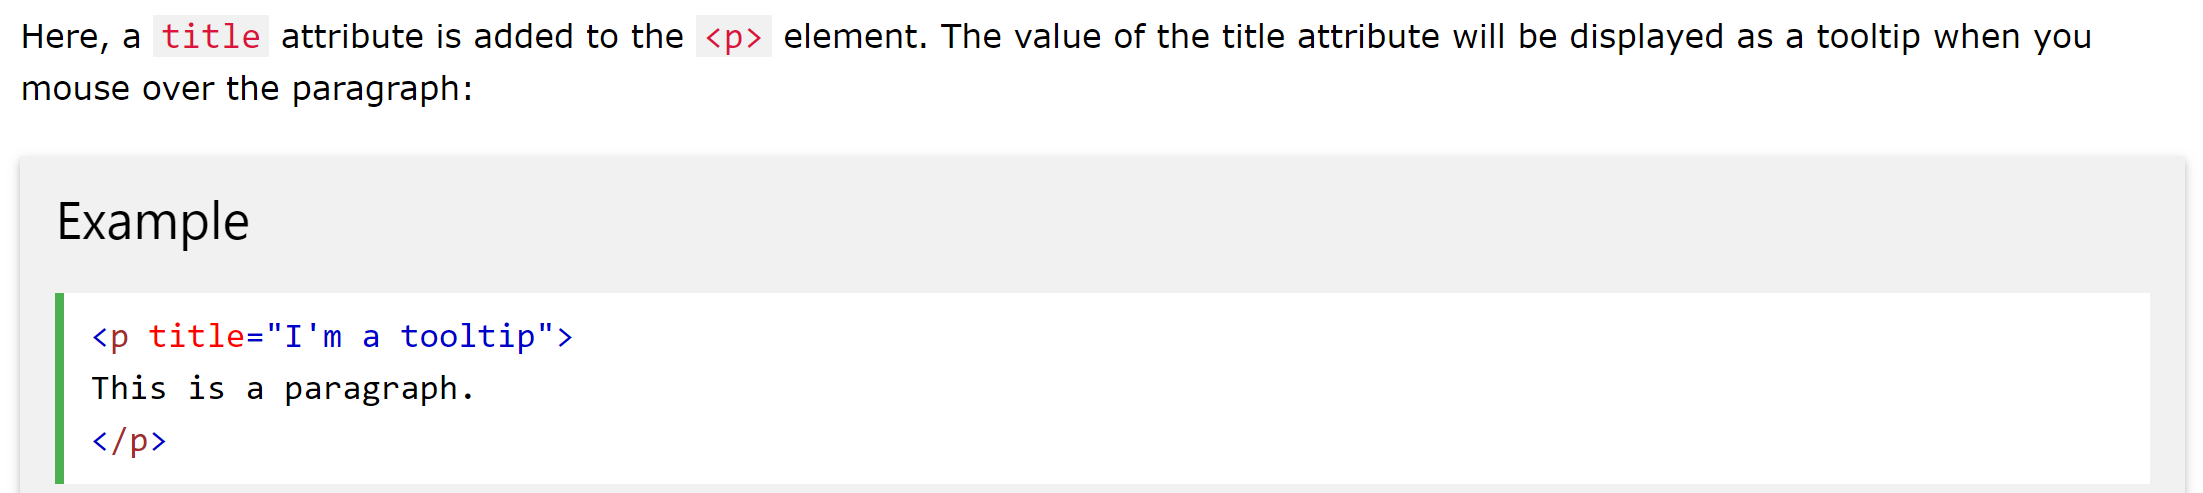 Here, a title attribute is added to the <p> element. The value of the title attribute will be displayed as a tooltip when you
mouse over the paragraph:
Example
<p title="I'm a tooltip">
This is a paragraph.
</p>